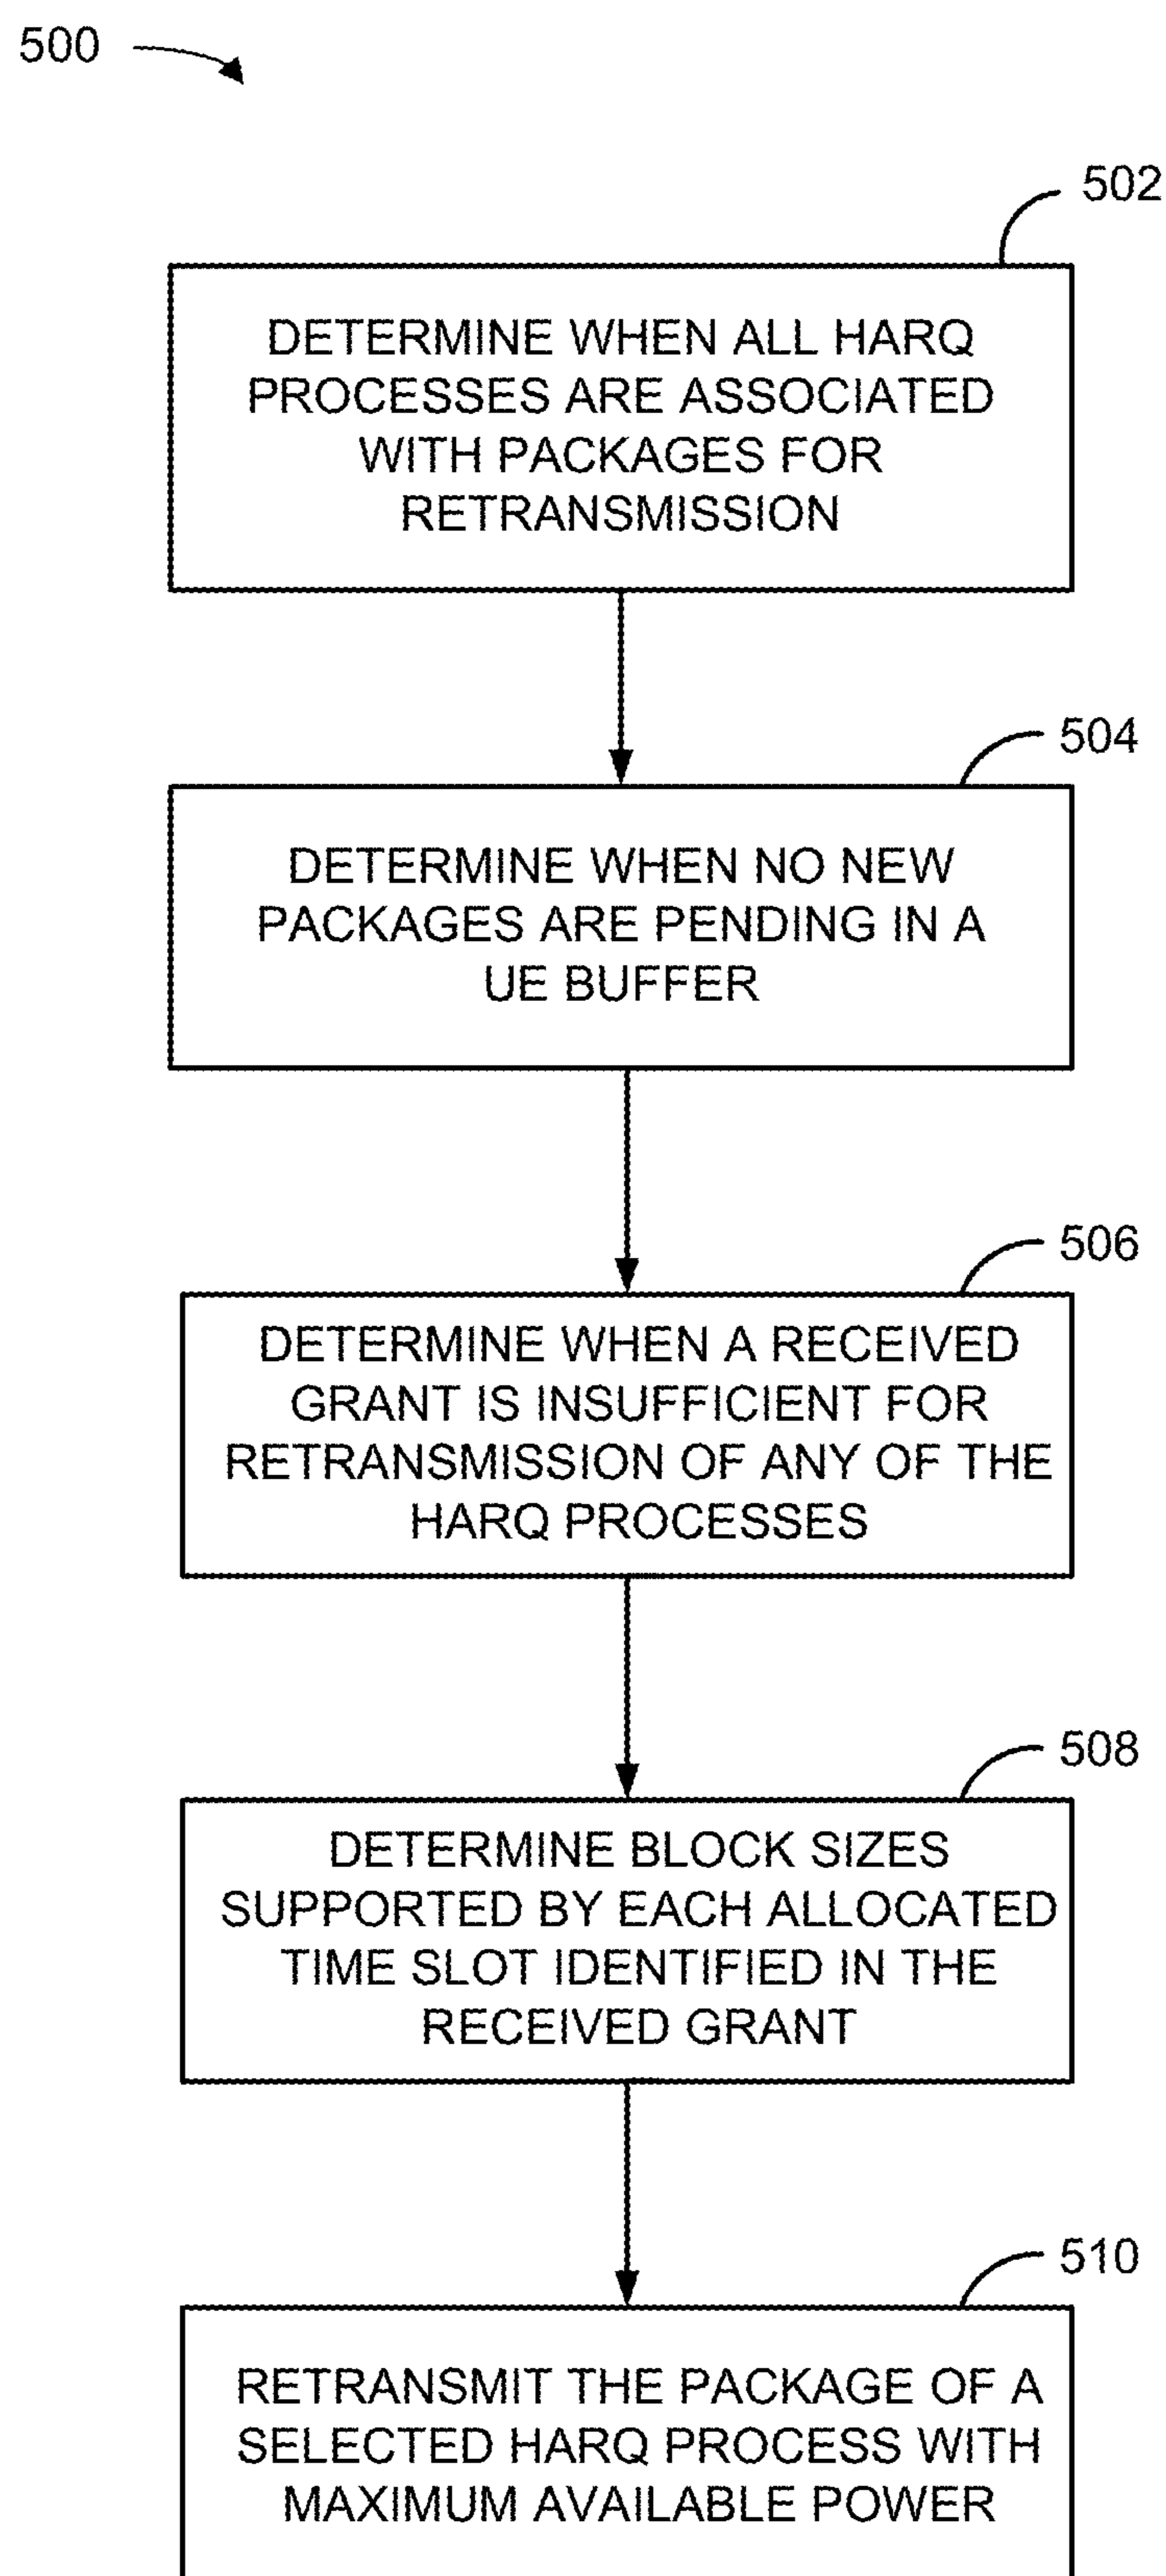 500
502
DETERMINE WHEN ALL HARQ
PROCESSES ARE ASSOCIATED
WITH PACKAGES FOR
RETRANSMISSION
504
DETERMINE WHEN NO NEW
PACKAGES ARE PENDING IN A
UE BUFFER
506
DETERMINE WHEN A RECEIVED
GRANT IS INSUFFICIENT FOR
RETRANSMISSION OF ANY OF THE
HARQ PROCESSES
508
DETERMINE BLOCK SIZES
SUPPORTED BY EACH ALLOCATED
TIME SLOT IDENTIFIED IN THE
RECEIVED GRANT
510
RETRANSMIT THE PACKAGE OF A
SELECTED HARQ PROCESS WITH
MAXIMUM AVAILABLE POWER